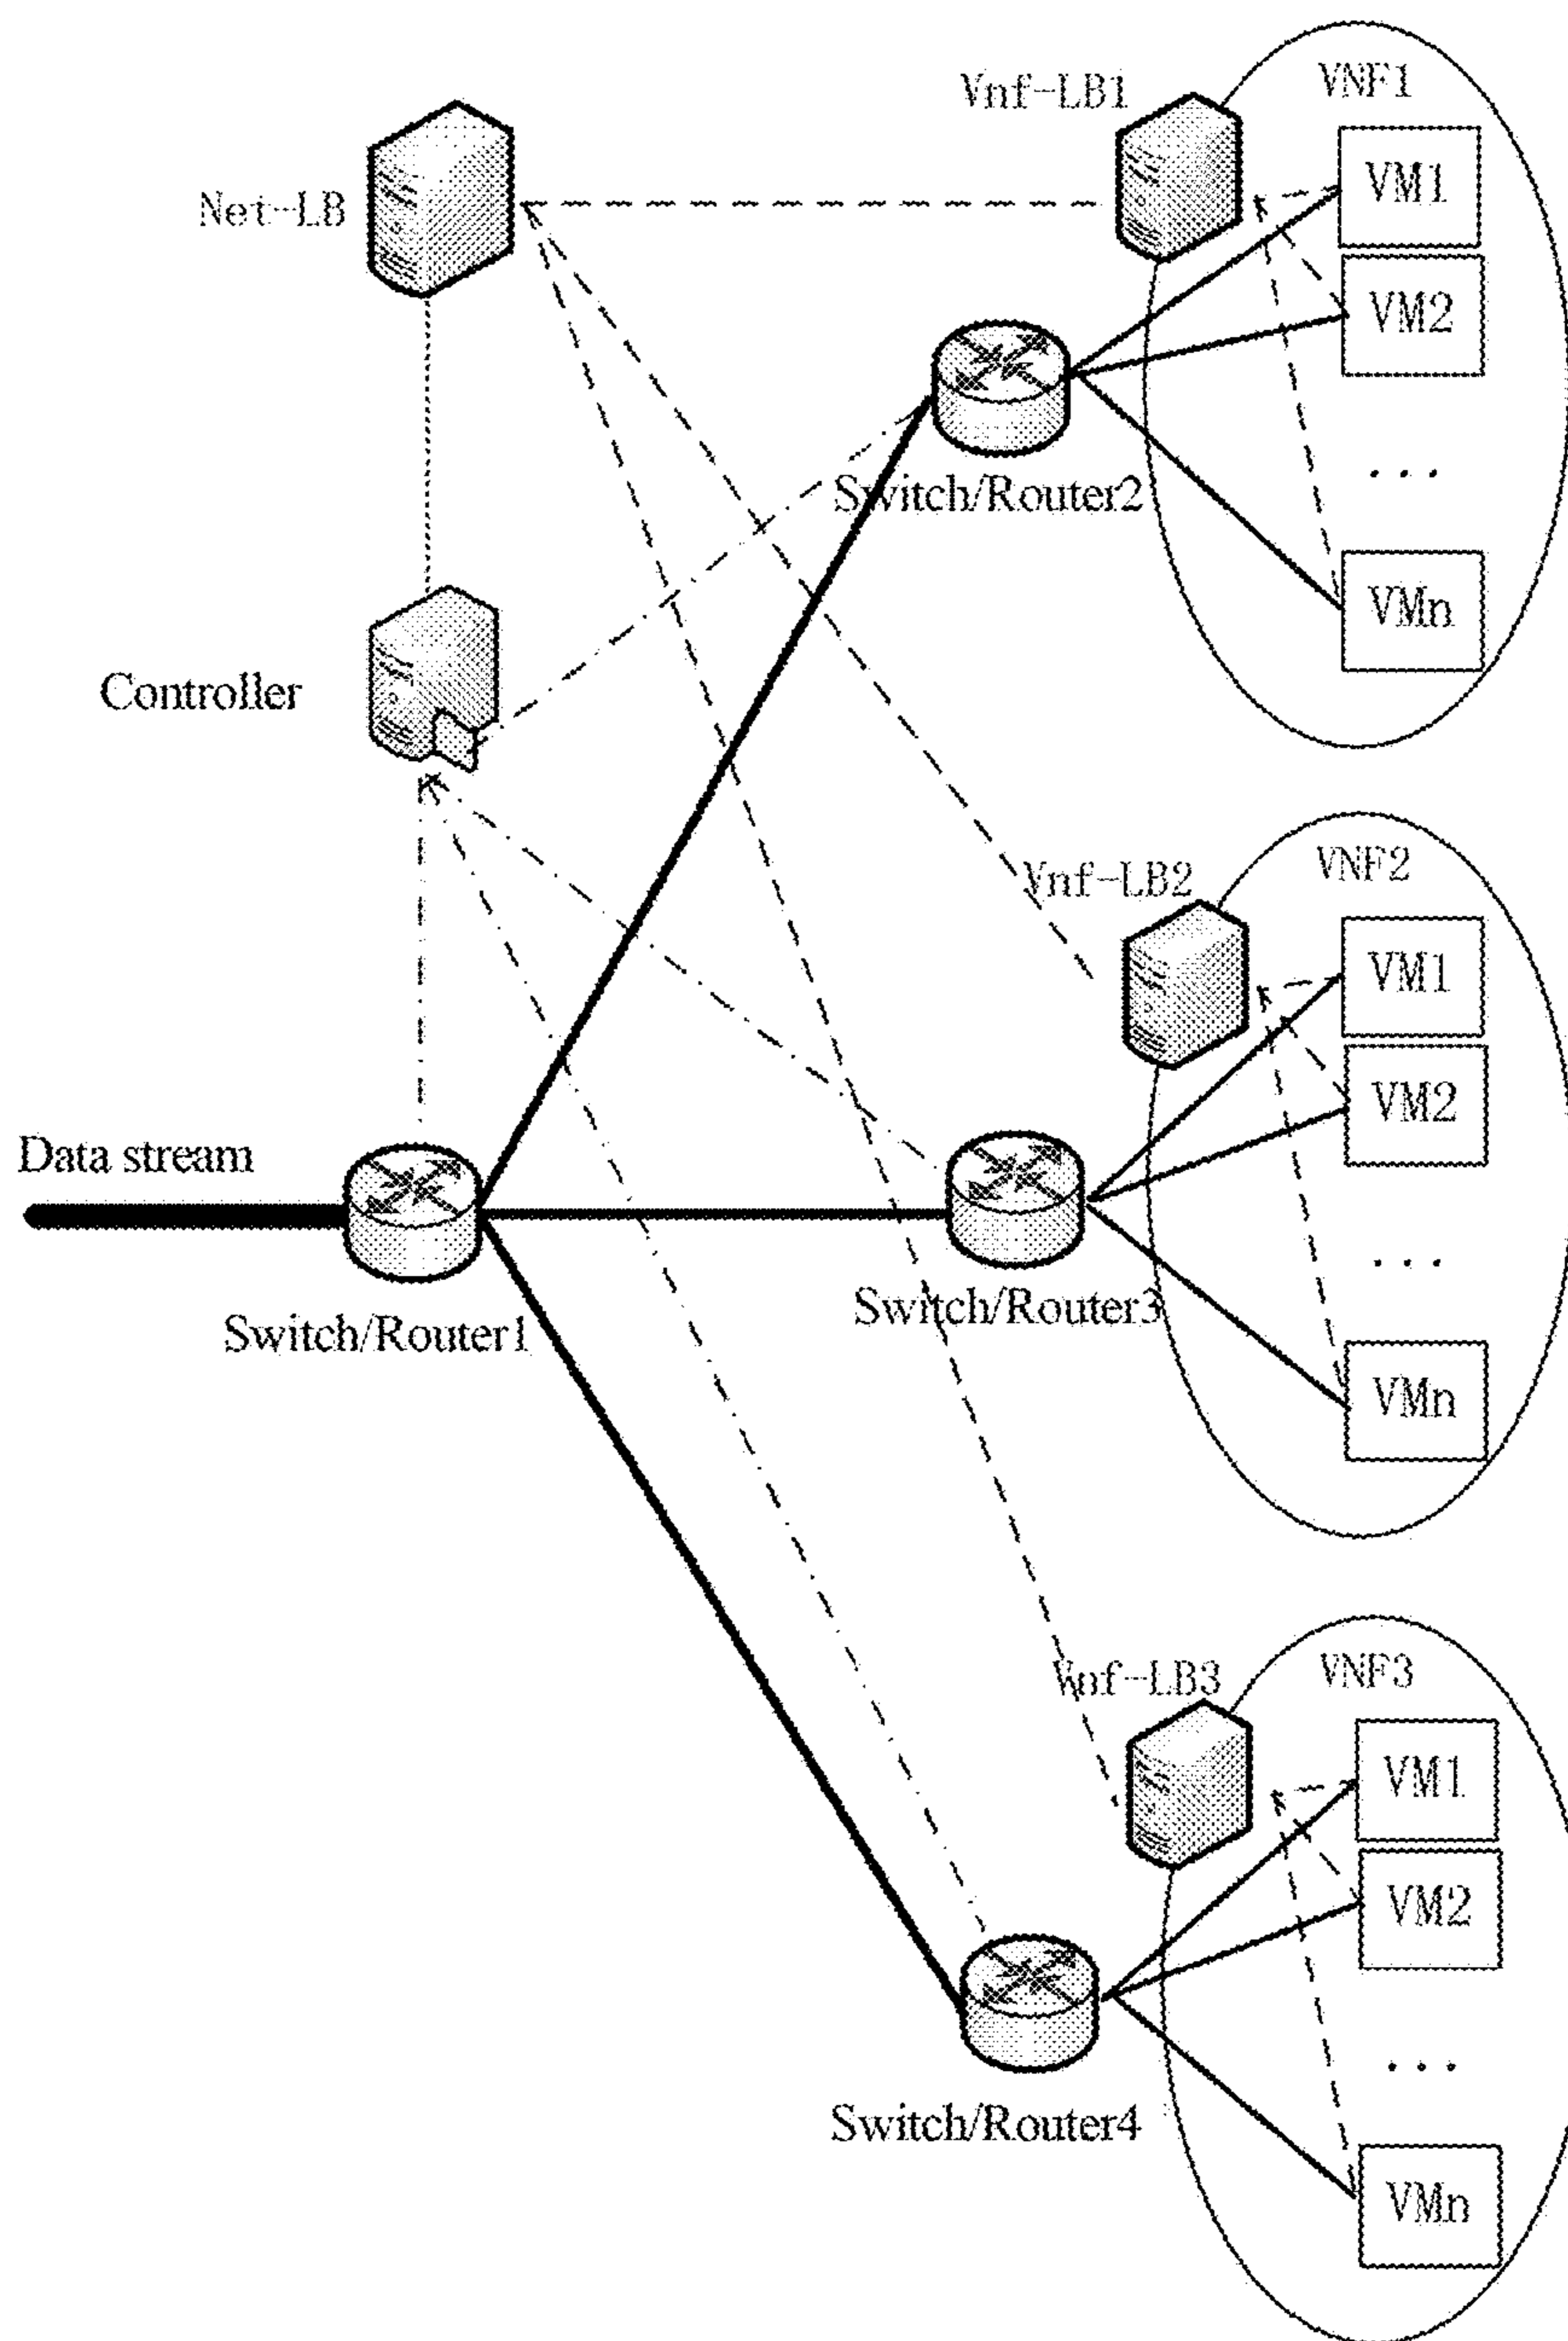 VNF1
Vnf-LB1
VM1
Net-LB
VM2
. . .
Switch/Router2
VMn
Controller
VNF2
Vnf-LB2
VM1
VM2
Data stream
. . .
Switch/Router3
Switch/Router1
VMn
VNF3
Vnf-LB3
VM1
VM2
. . .
Switch/Router4
VMn